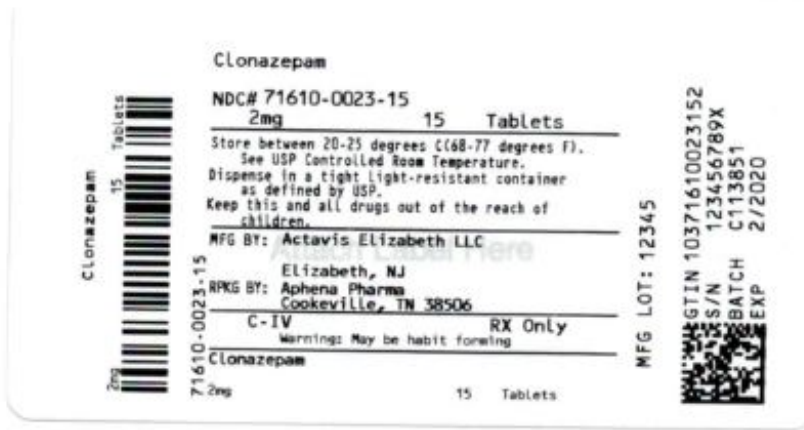 Clonazepam
NDC# 71610-0023-15
2mg 15 Tablets
Store between 20-25 degrees C(68-77 degrees F).
See USP Controlled Room Temperature.
Dispense in a tight light-resistant container
as defined by USP.
Keep this and all drugs out of the reach of
children.
MFG BY: Actavis Elizabeth LLC
Attach Label Here
Elizabeth, NJ
RPKG BY: Aphena Pharma
Cookeville, TN 38506
C-IV RX Only
Warning: May be habit forming
Clonazepam
2mg 15 Tablets
Clonazepam
2mg 15 Tablets
71610-0023-15
MFG LOT: 12345
GTIN 10371610023152
S/N 123456789X
BATCH C113851
EXP 2/2020